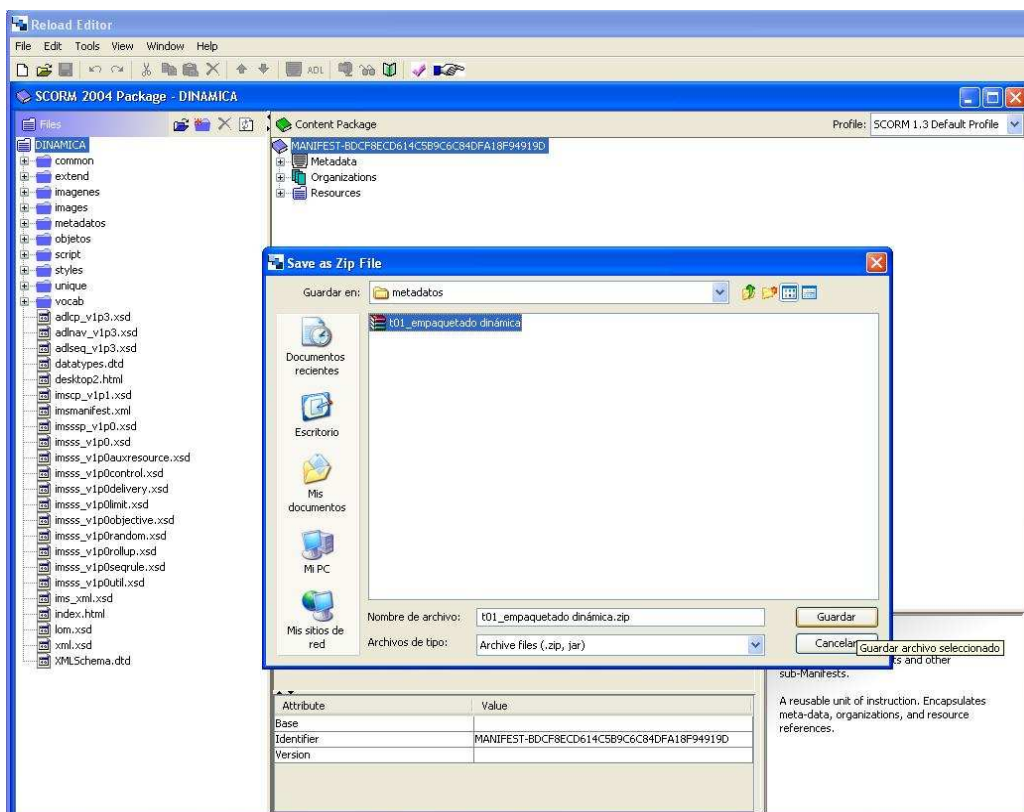 Reload Editor
File Edit Tools View Window Help
ADL
SCORM 2004 Package - DINAMICA
Files
Content Package
Profile: SCORM 1.3 Default Profile
DINAMICA
common
extend
imagenes
images
metadatos
objetos
script
styles
unique
vocab
adlcp_v1p3.xsd
adlnav_v1p3.xsd
adlseq_v1p3.xsd
datatypes.dtd
desktop2.html
imscp_v1p1.xsd
imsmanifest.xml
imsssp_v1p0.xsd
imsss_v1p0.xsd
imsss_v1p0auxresource.xsd
imsss_v1p0control.xsd
imsss_v1p0delivery.xsd
imsss_v1p0limit.xsd
imsss_v1p0objective.xsd
imsss_v1p0random.xsd
imsss_v1p0rollup.xsd
imsss_v1p0seqrule.xsd
imsss_v1p0util.xsd
ims_xml.xsd
index.html
lom.xsd
xml.xsd
XMLSchema.dtd
MANIFEST-BDCF8ECD614C5B9C6C84DFA18F94919D
Metadata
Organizations
Resources
Save as Zip File
Guardar en: metadatos
t01_empaquetado dinámica
Documentos recientes
Escritorio
Mis documentos
Mi PC
Mis sitios de red
Nombre de archivo: t01_empaquetado dinámica.zip
Guardar
Archivos de tipo: Archive files (.zip, jar)
Cancelar
Guardar archivo seleccionado
and other
sub-Manifests.
A reusable unit of instruction. Encapsulates
meta-data, organizations, and resource
references.
Attribute Value
Base
Identifier MANIFEST-BDCF8ECD614C5B9C6C84DFA18F94919D
Version